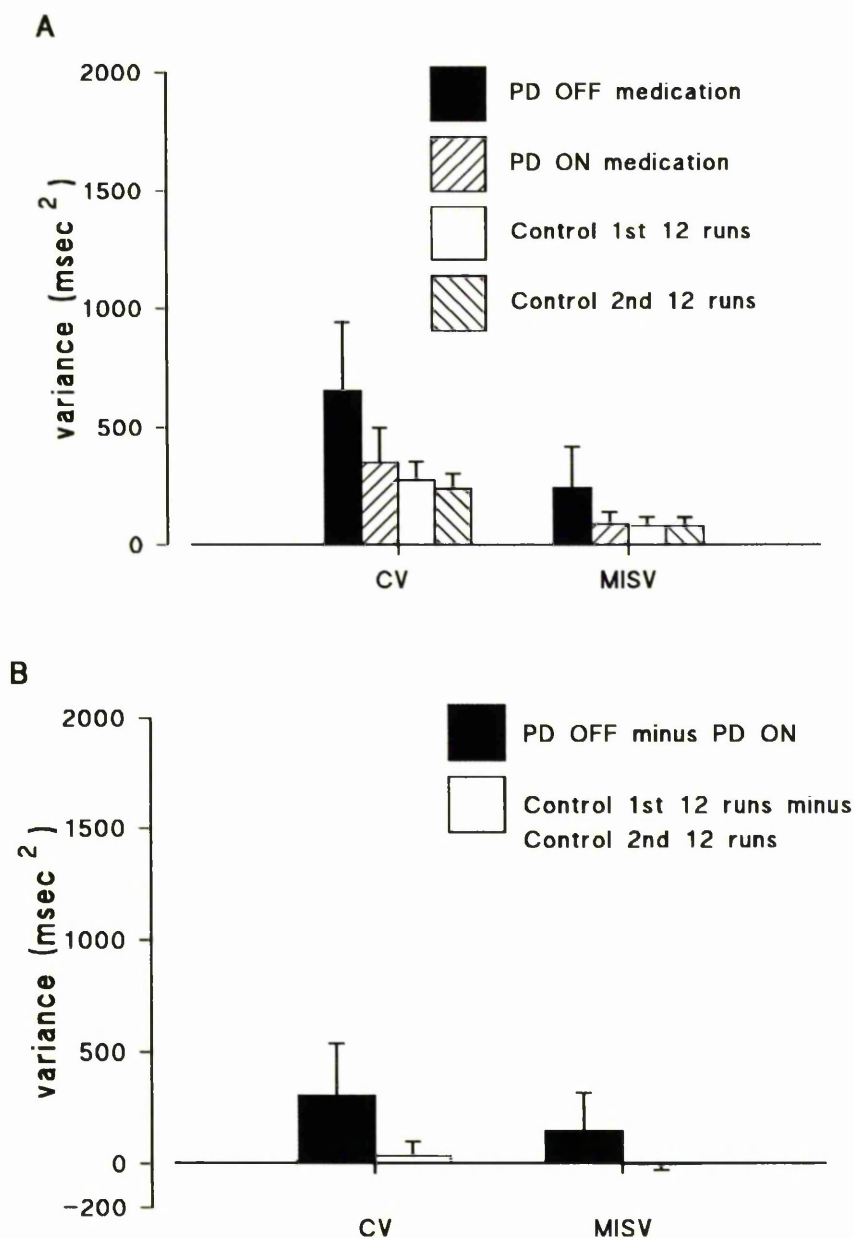 A
2000
1500
1000
500
0
variance (msec 2)
PD OFF medication
PD ON medication
Control 1st 12 runs
Control 2nd 12 runs
CV MISV
B
2000
1500
1000
500
0
-200
variance (msec 2)
PD OFF minus PD ON
Control 1st 12 runs minus
Control 2nd 12 runs
CV MISV